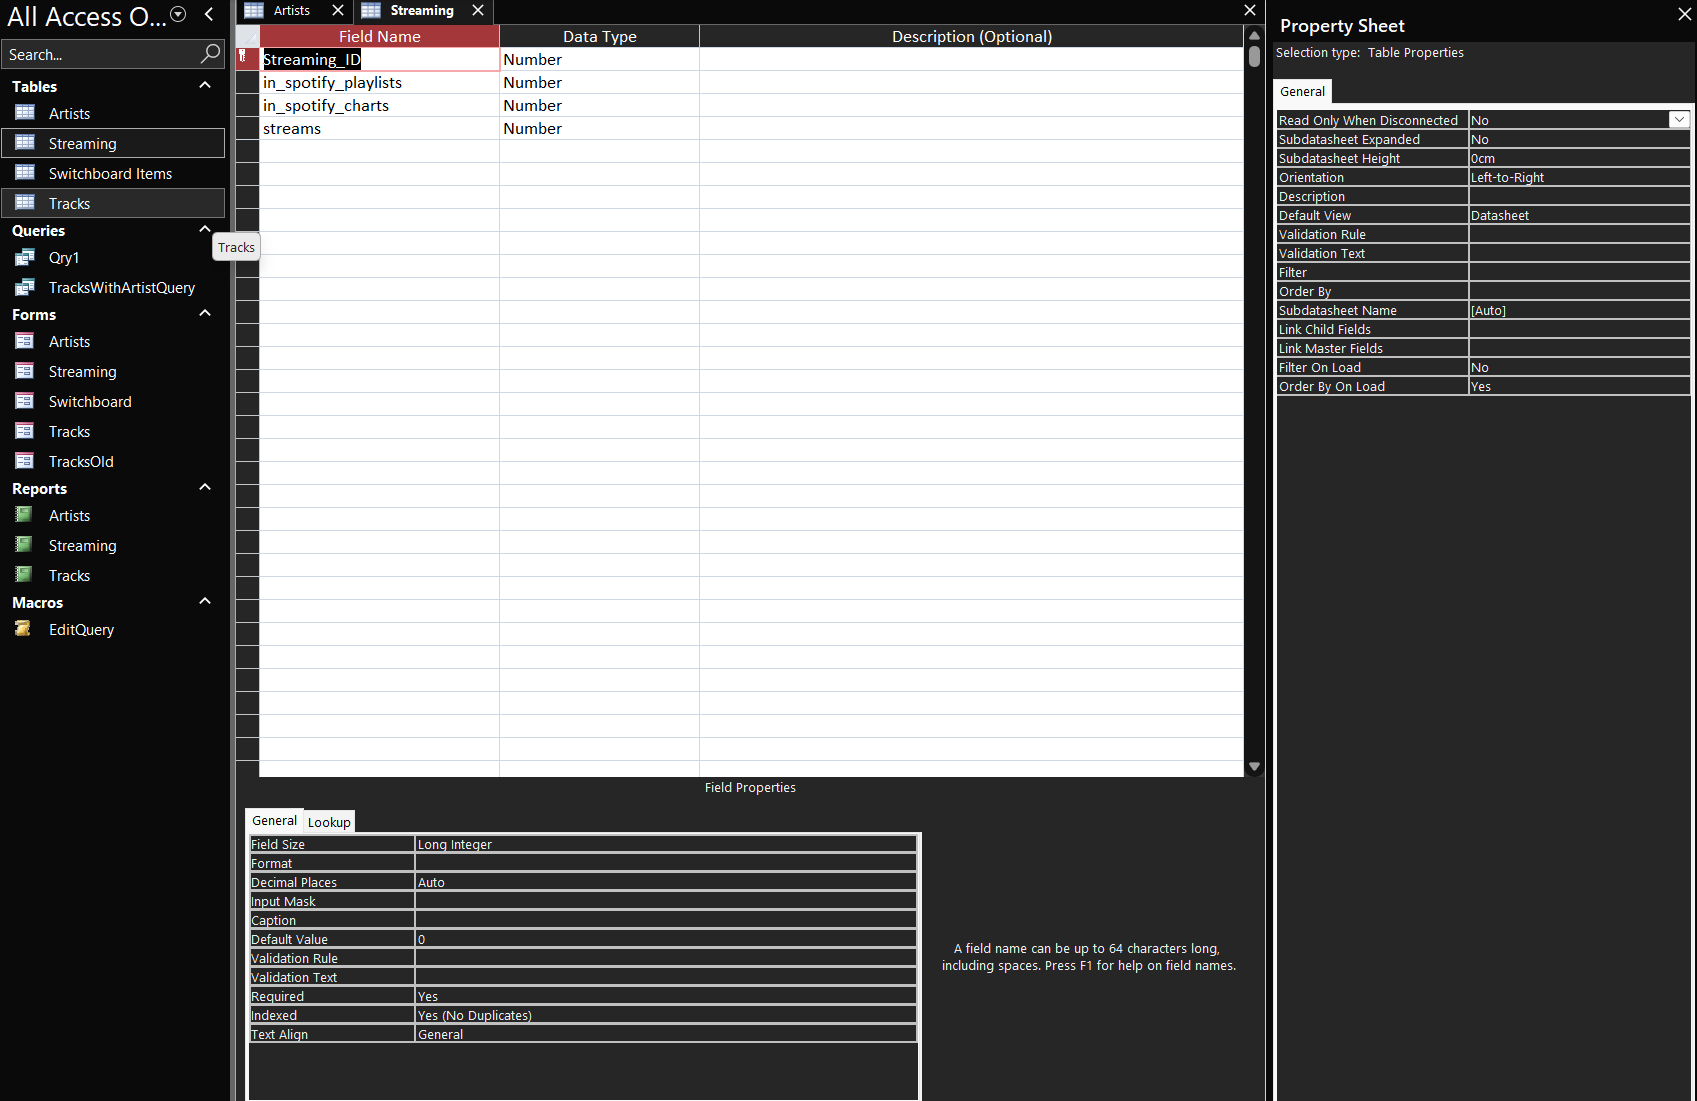 All Access O...
Search...
Tables
Artists
Streaming
Switchboard Items
Tracks
Queries
Tracks
Qry1
TracksWithArtistQuery
Forms
Artists
Streaming
Switchboard
Tracks
TracksOld
Reports
Artists
Streaming
Tracks
Macros
EditQuery
Artists Streaming
Field Name Data Type Description (Optional)
Streaming_ID Number
in_spotify_playlists Number
in_spotify_charts Number
streams Number
Field Properties
General Lookup
Field Size Long Integer
Format
Decimal Places Auto
Input Mask
Caption
Default Value 0
Validation Rule
Validation Text
Required Yes
Indexed Yes (No Duplicates)
Text Align General
A field name can be up to 64 characters long,
including spaces. Press F1 for help on field names.
Property Sheet
Selection type: Table Properties
General
Read Only When Disconnected No
Subdatasheet Expanded No
Subdatasheet Height 0cm
Orientation Left-to-Right
Description
Default View Datasheet
Validation Rule
Validation Text
Filter
Order By
Subdatasheet Name [Auto]
Link Child Fields
Link Master Fields
Filter On Load No
Order By On Load Yes